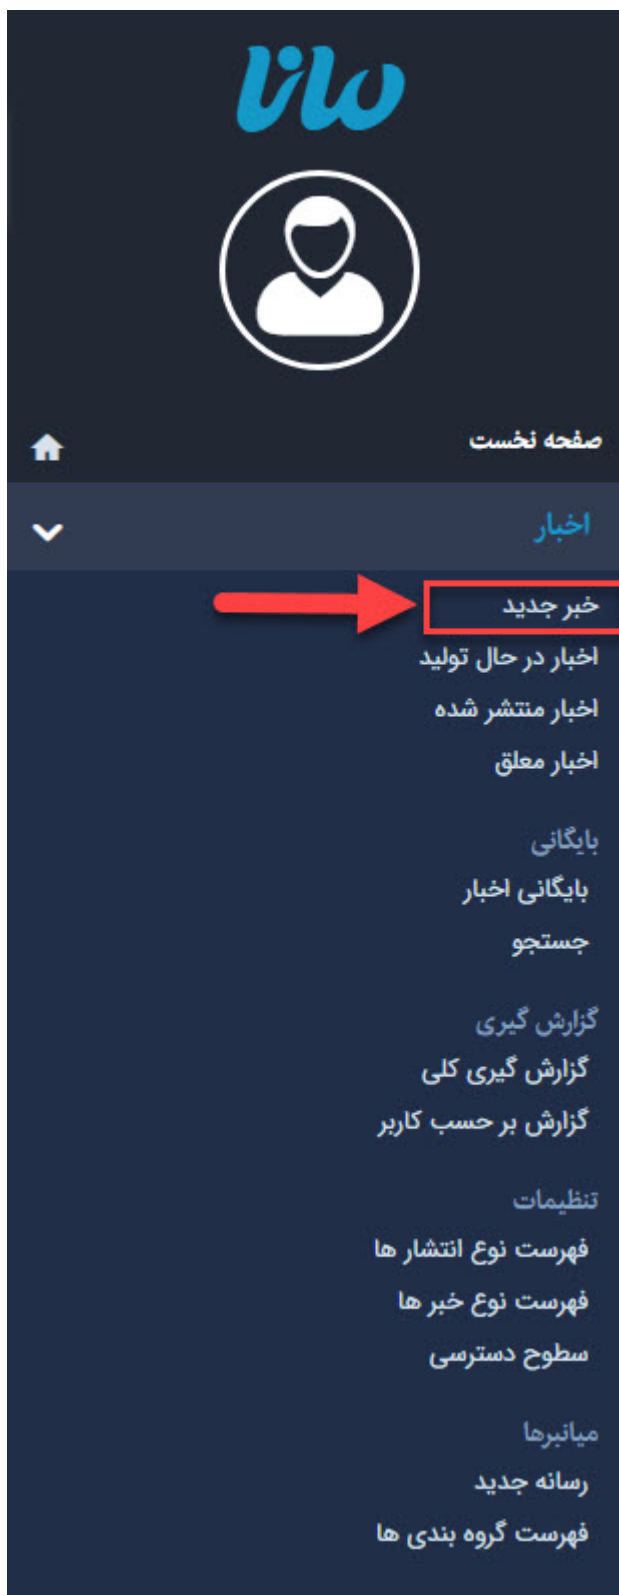 مانا
صفحه نخست
اخبار
خبر جدید
اخبار در حال تولید
اخبار منتشر شده
اخبار معلق
بایگانی
بایگانی اخبار
جستجو
گزارش گیری
گزارش گیری کلی
گزارش بر حسب کاربر
تنظیمات
فهرست نوع انتشار ها
فهرست نوع خبر ها
سطوح دسترسی
میانبرها
رسانه جدید
فهرست گروه بندی ها